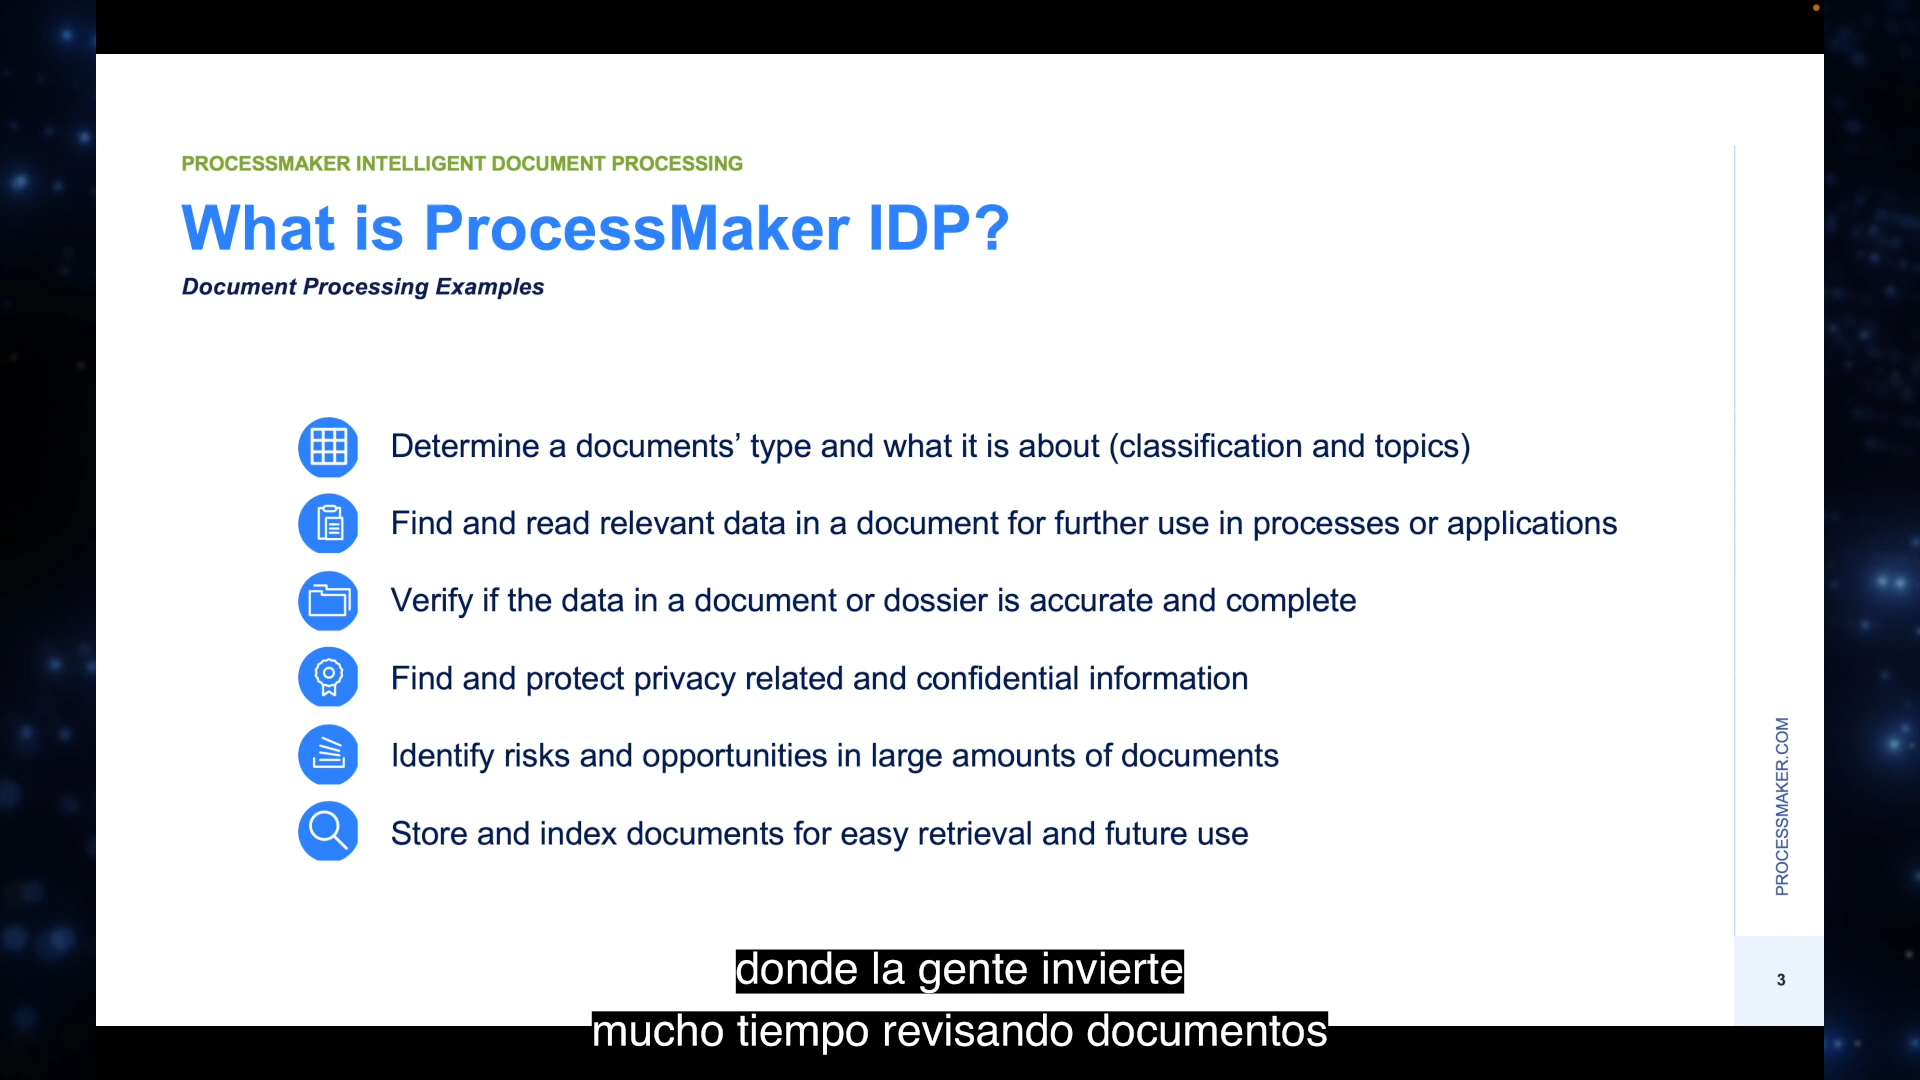 PROCESSMAKER INTELLIGENT DOCUMENT PROCESSING
What is ProcessMaker IDP?
Document Processing Examples
Determine a documents’ type and what it is about (classification and topics)
Find and read relevant data in a document for further use in processes or applications
Verify if the data in a document or dossier is accurate and complete
Find and protect privacy related and confidential information
Identify risks and opportunities in large amounts of documents
Store and index documents for easy retrieval and future use
PROCESSMAKER.COM
3
donde la gente invierte
mucho tiempo revisando documentos